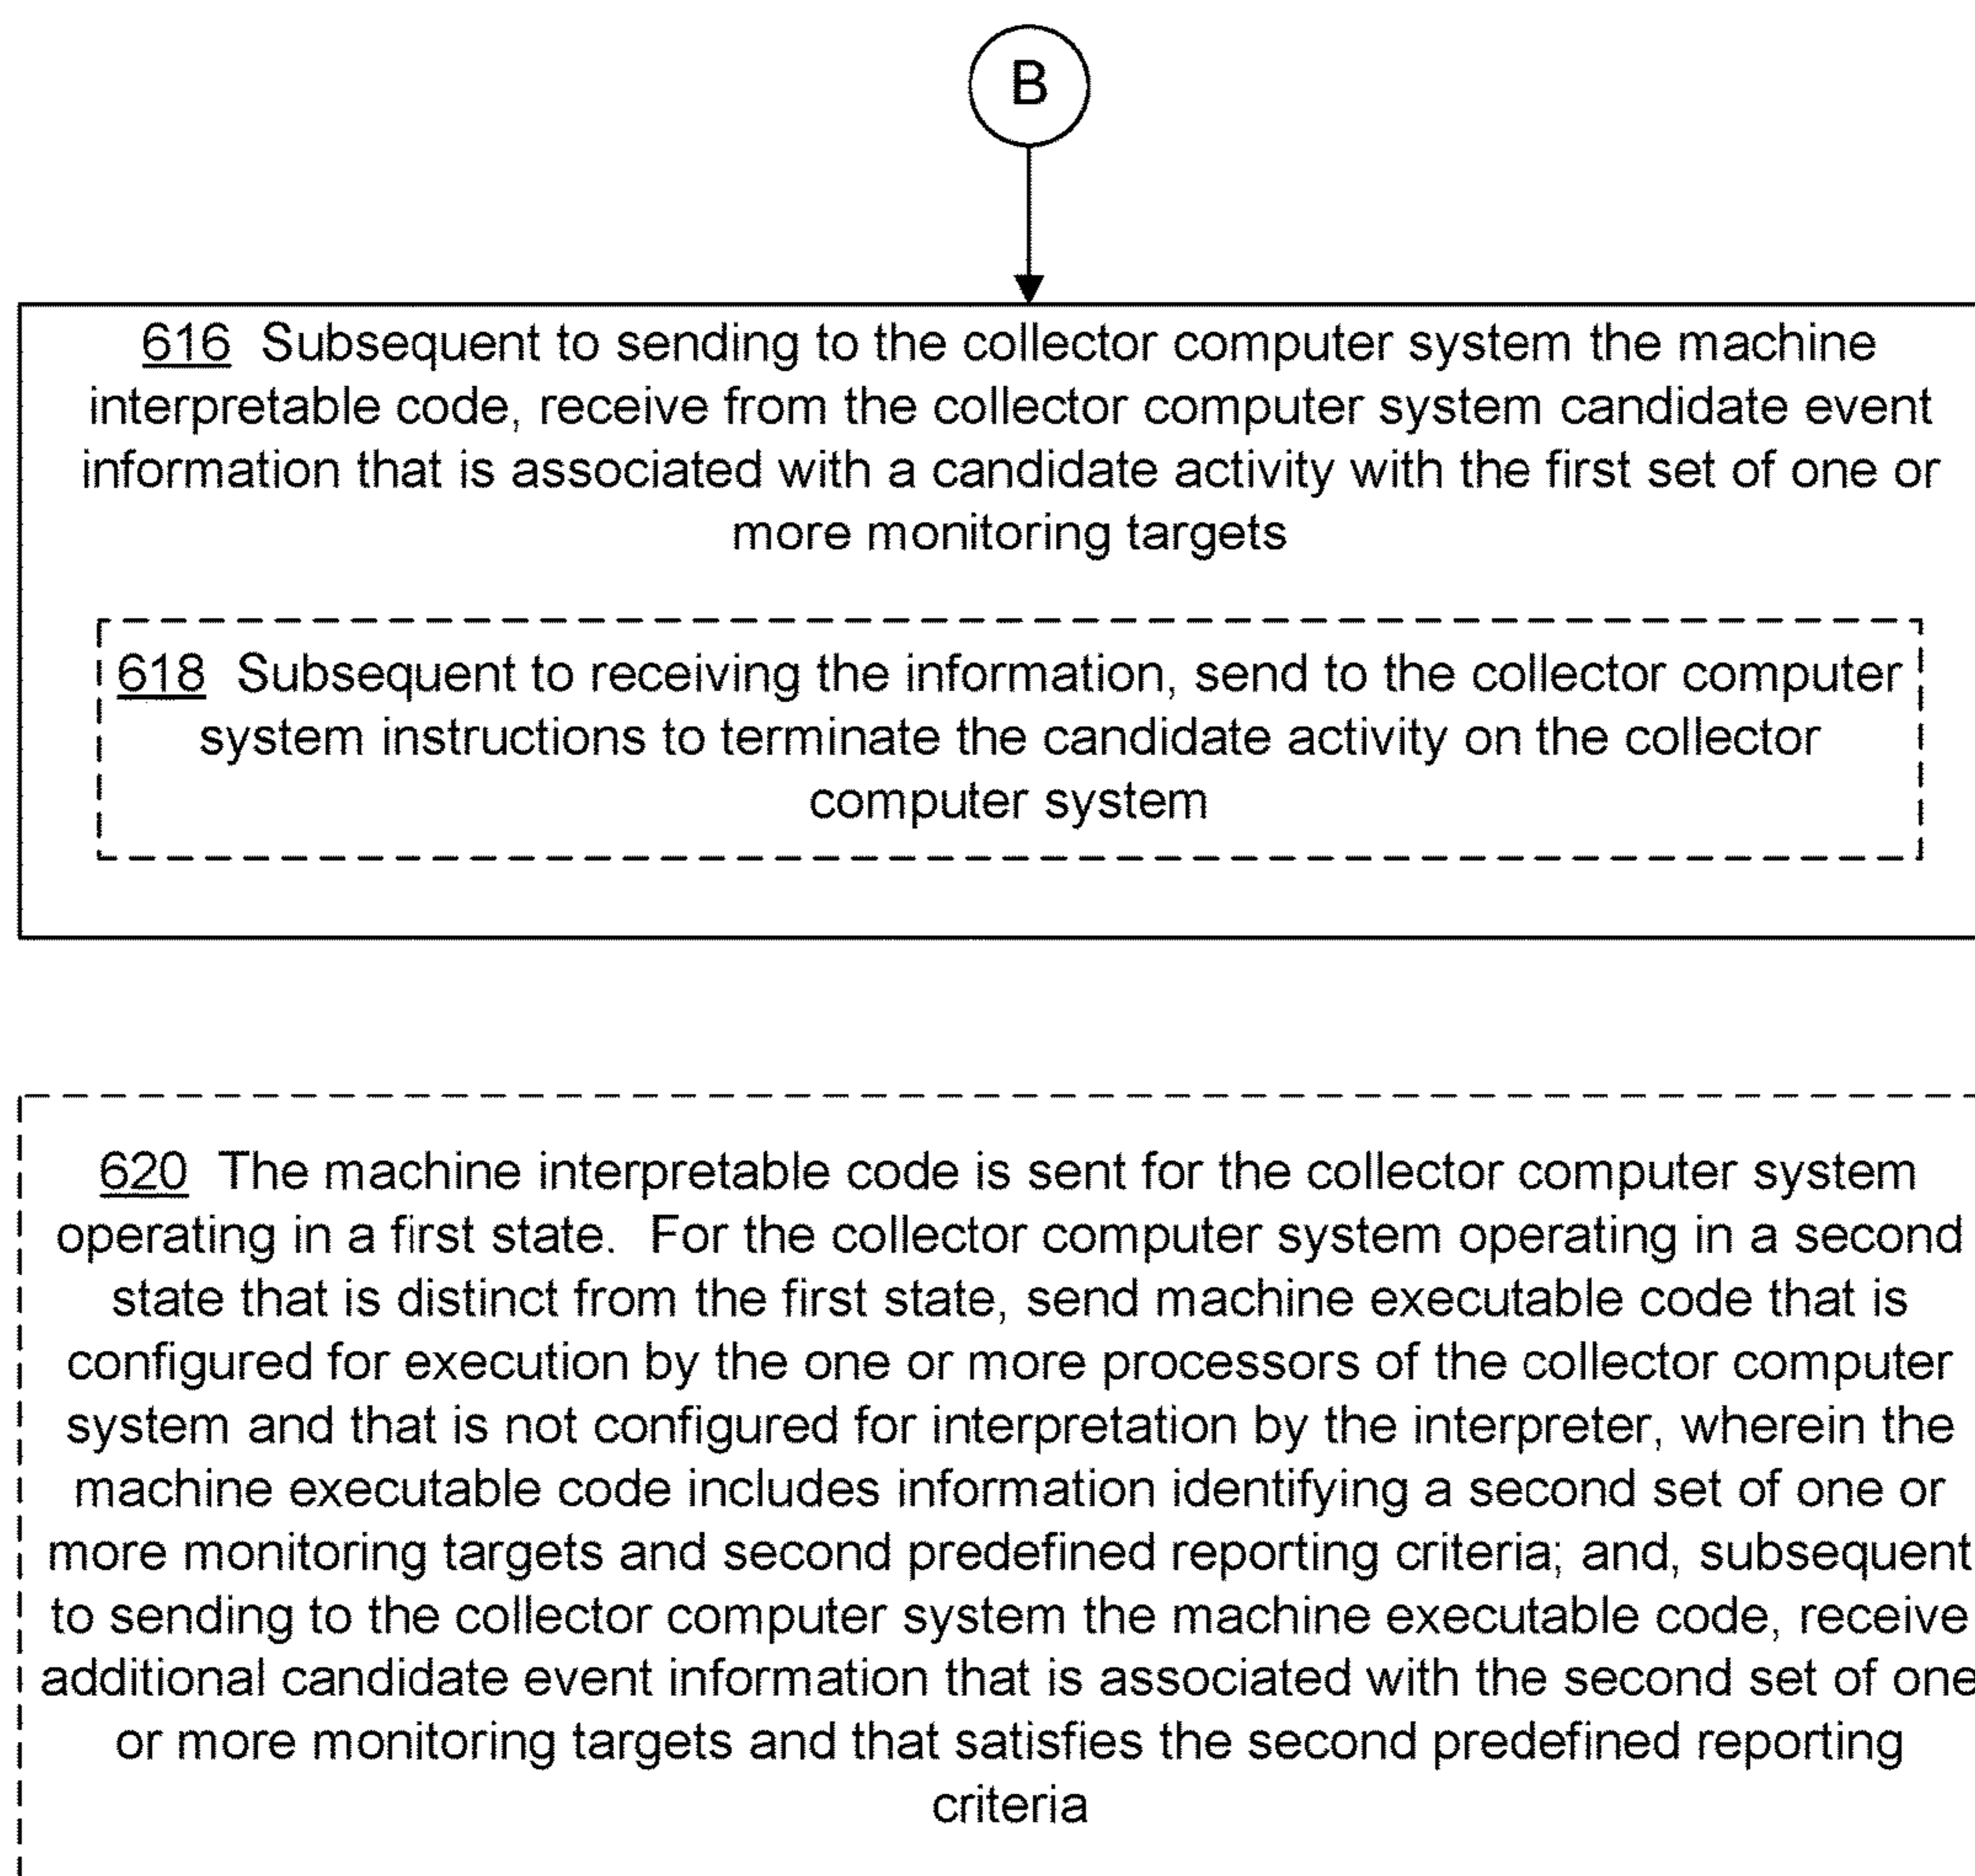 B
616 Subsequent to sending to the collector computer system the machine
interpretable code, receive from the collector computer system candidate event
information that is associated with a candidate activity with the first set of one or
more monitoring targets
618 Subsequent to receiving the information, send to the collector computer
system instructions to terminate the candidate activity on the collector
computer system
620 The machine interpretable code is sent for the collector computer system
operating in a first state. For the collector computer system operating in a second
state that is distinct from the first state, send machine executable code that is
configured for execution by the one or more processors of the collector computer
system and that is not configured for interpretation by the interpreter, wherein the
machine executable code includes information identifying a second set of one or
more monitoring targets and second predefined reporting criteria; and, subsequent
to sending to the collector computer system the machine executable code, receive
additional candidate event information that is associated with the second set of one
or more monitoring targets and that satisfies the second predefined reporting
criteria